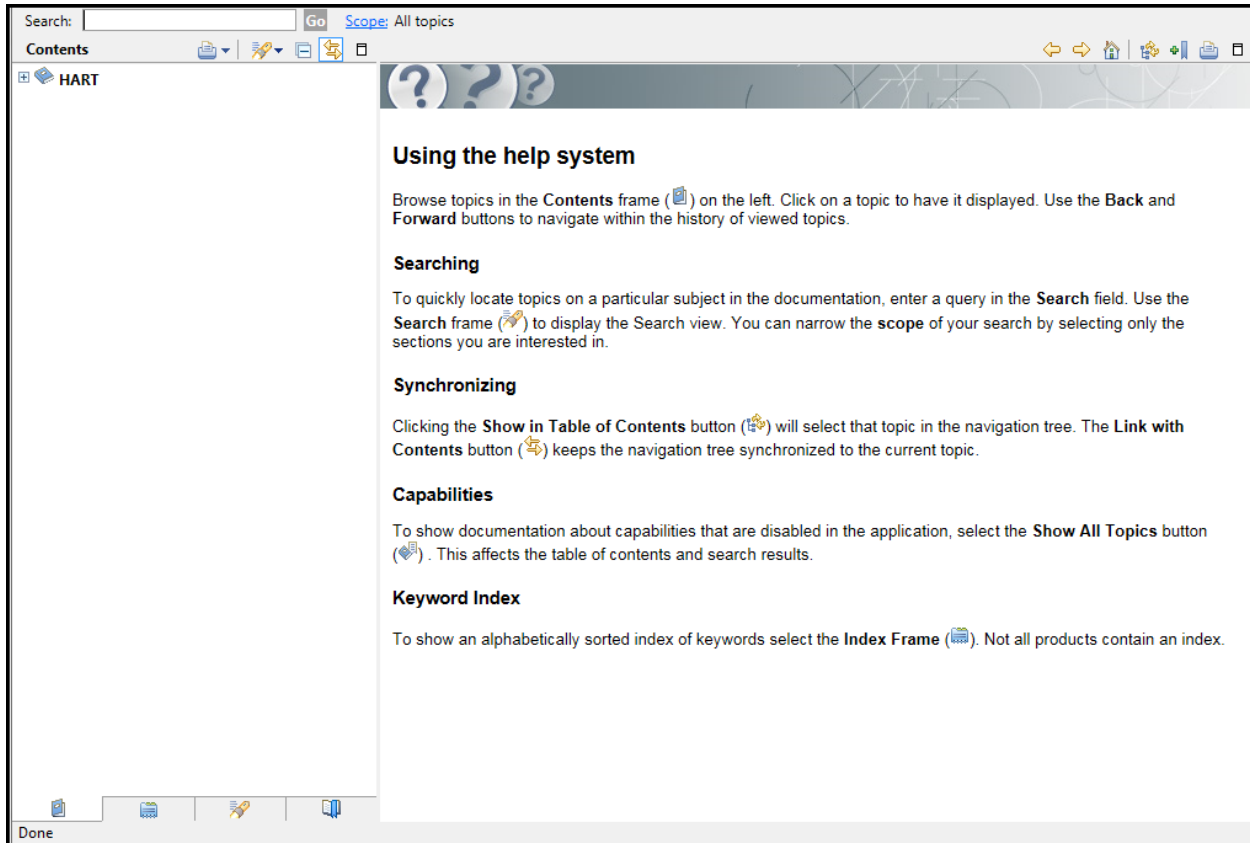 Search: Go Scope: All topics
Contents
HART
? ? ?
Using the help system
Browse topics in the Contents frame ( ) on the left. Click on a topic to have it displayed. Use the Back and
Forward buttons to navigate within the history of viewed topics.
Searching
To quickly locate topics on a particular subject in the documentation, enter a query in the Search field. Use the
Search frame ( ) to display the Search view. You can narrow the scope of your search by selecting only the
sections you are interested in.
Synchronizing
Clicking the Show in Table of Contents button ( ) will select that topic in the navigation tree. The Link with
Contents button ( ) keeps the navigation tree synchronized to the current topic.
Capabilities
To show documentation about capabilities that are disabled in the application, select the Show All Topics button
( ) . This affects the table of contents and search results.
Keyword Index
To show an alphabetically sorted index of keywords select the Index Frame ( ). Not all products contain an index.
Done